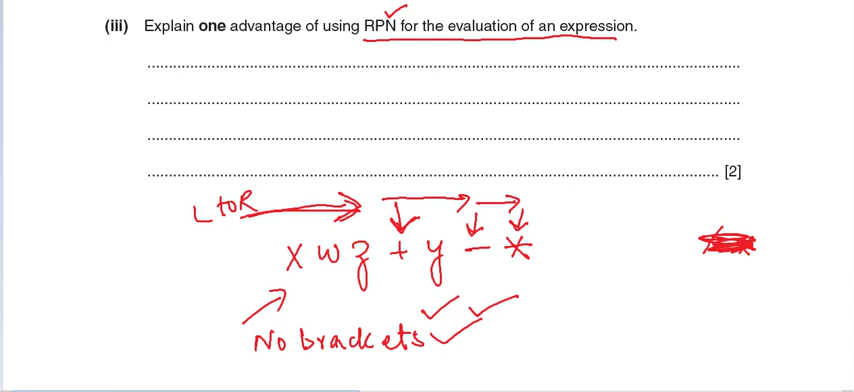 (iii) Explain one advantage of using RPN for the evaluation of an expression.
[2]
L to R
x w z + y - *
No brackets